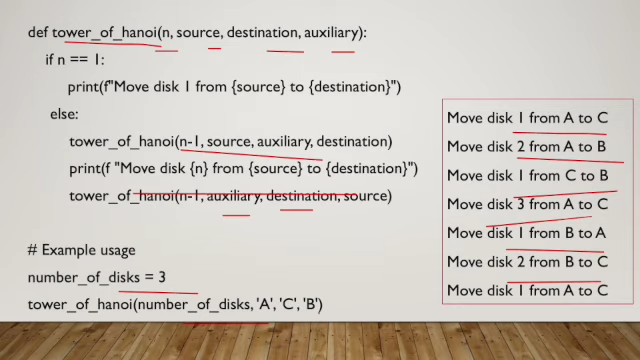 def tower_of_hanoi(n, source, destination, auxiliary):
if n == 1:
print(f"Move disk 1 from {source} to {destination}")
else:
tower_of_hanoi(n-1, source, auxiliary, destination)
print(f "Move disk {n} from {source} to {destination}")
tower_of_hanoi(n-1, auxiliary, destination, source)
# Example usage
number_of_disks = 3
tower_of_hanoi(number_of_disks, 'A', 'C', 'B')
Move disk 1 from A to C
Move disk 2 from A to B
Move disk 1 from C to B
Move disk 3 from A to C
Move disk 1 from B to A
Move disk 2 from B to C
Move disk 1 from A to C